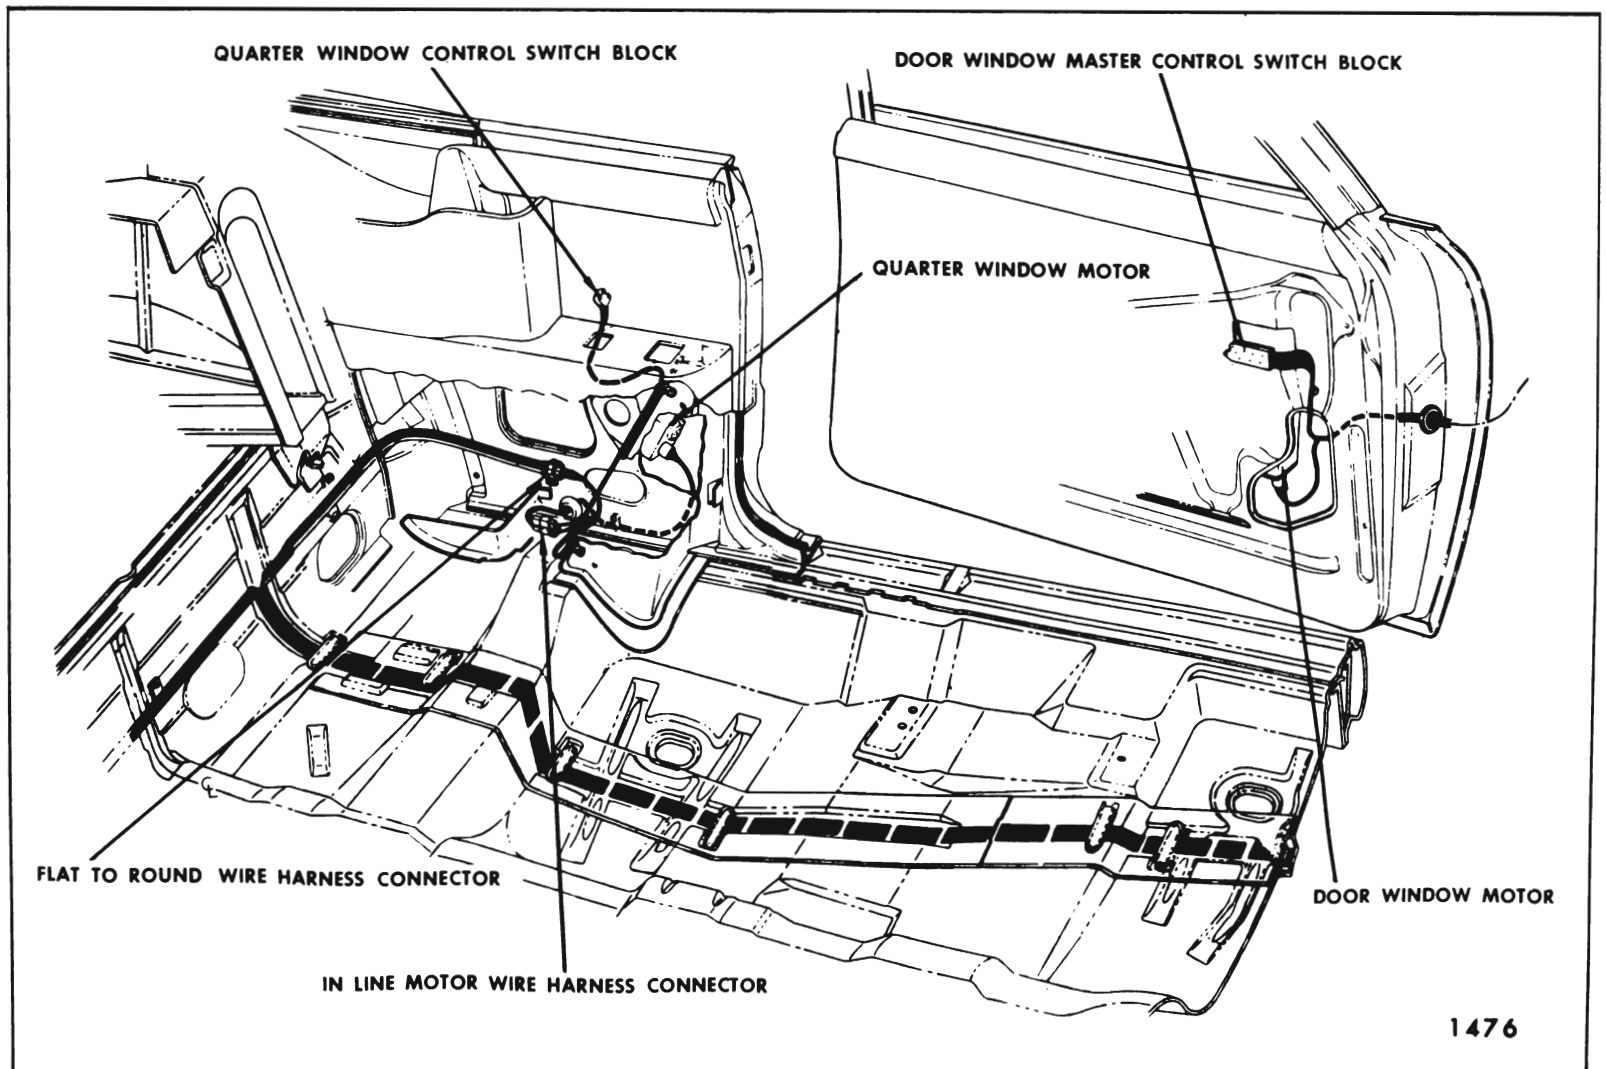 QUARTER WINDOW CONTROL SWITCH BLOCK
DOOR WINDOW MASTER CONTROL SWITCH BLOCK
QUARTER WINDOW MOTOR
FLAT TO ROUND WIRE HARNESS CONNECTOR
DOOR WINDOW MOTOR
IN LINE MOTOR WIRE HARNESS CONNECTOR
1476